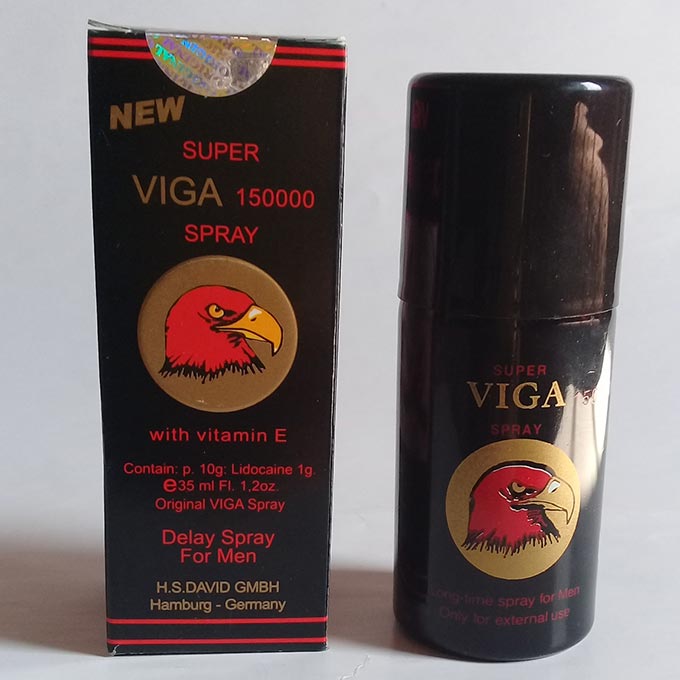 NEW
SUPER
VIGA 150000
SPRAY
with vitamin E
Contain: p. 10g: Lidocaine 1g.
℮35 ml Fl. 1,2oz.
Original VIGA Spray
Delay Spray
For Men
H.S.DAVID GMBH
Hamburg - Germany
SUPER
VIGA
SPRAY
Long-time spray for Men
Only for external use